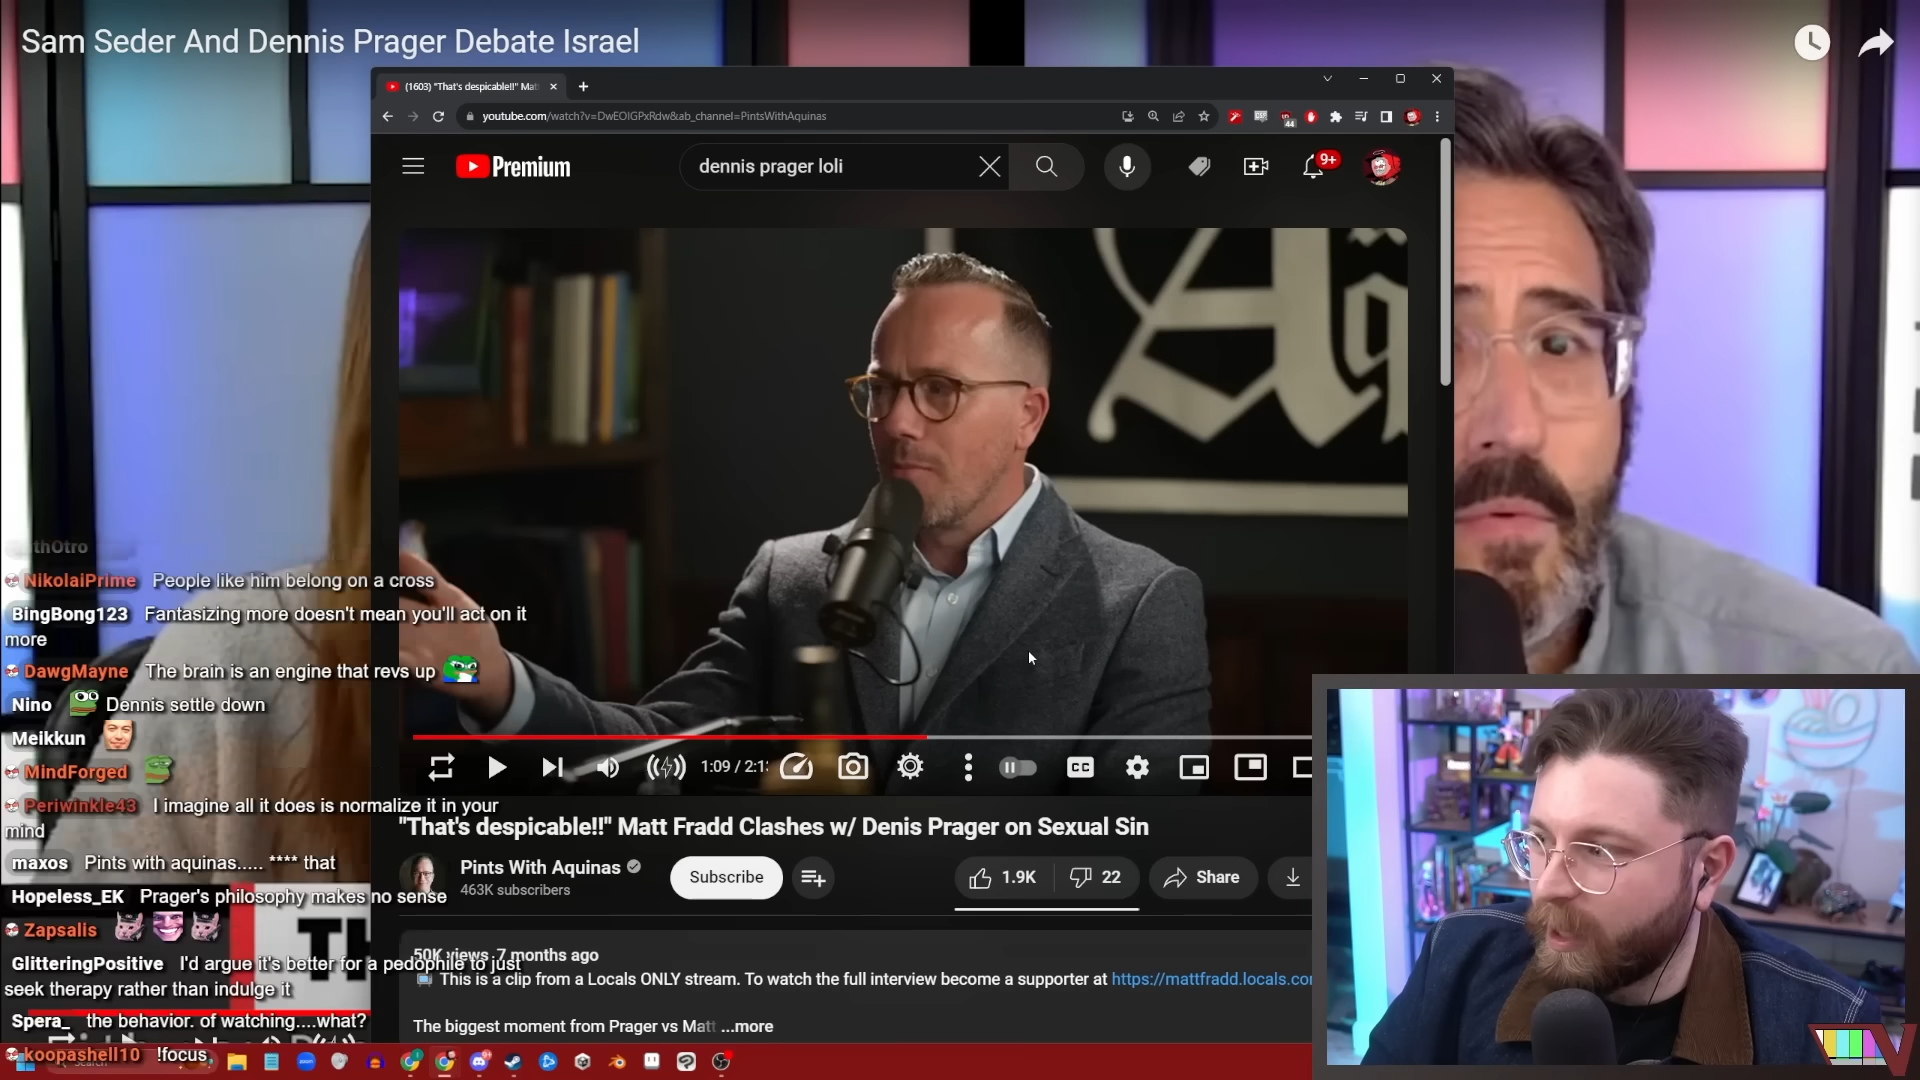 Sam Seder And Dennis Prager Debate Israel
(1603) "That's despicable!!" Mat
youtube.com/watch?v=DwEOlGPxRdw&ab_channel=PintsWithAquinas
44
Premium
dennis prager loli
9+
1:09 / 2:1
CC
"That's despicable!!" Matt Fradd Clashes w/ Denis Prager on Sexual Sin
Pints With Aquinas
463K subscribers
Subscribe
1.9K
22
Share
50K views 7 months ago
This is a clip from a Locals ONLY stream. To watch the full interview become a supporter at https://mattfradd.locals.co
The biggest moment from Prager vs Matt ...more
thOtro
NikolaiPrime People like him belong on a cross
BingBong123 Fantasizing more doesn't mean you'll act on it
more
DawgMayne The brain is an engine that revs up
Nino Dennis settle down
Meikkun
MindForged
Periwinkle43 I imagine all it does is normalize it in your
mind
maxos Pints with aquinas..... **** that
Hopeless_EK Prager's philosophy makes no sense
Zapsalis
GlitteringPositive I'd argue it's better for a pedophile to just
seek therapy rather than indulge it
Spera_ the behavior. of watching....what?
koopashell10 !focus
Search
TH